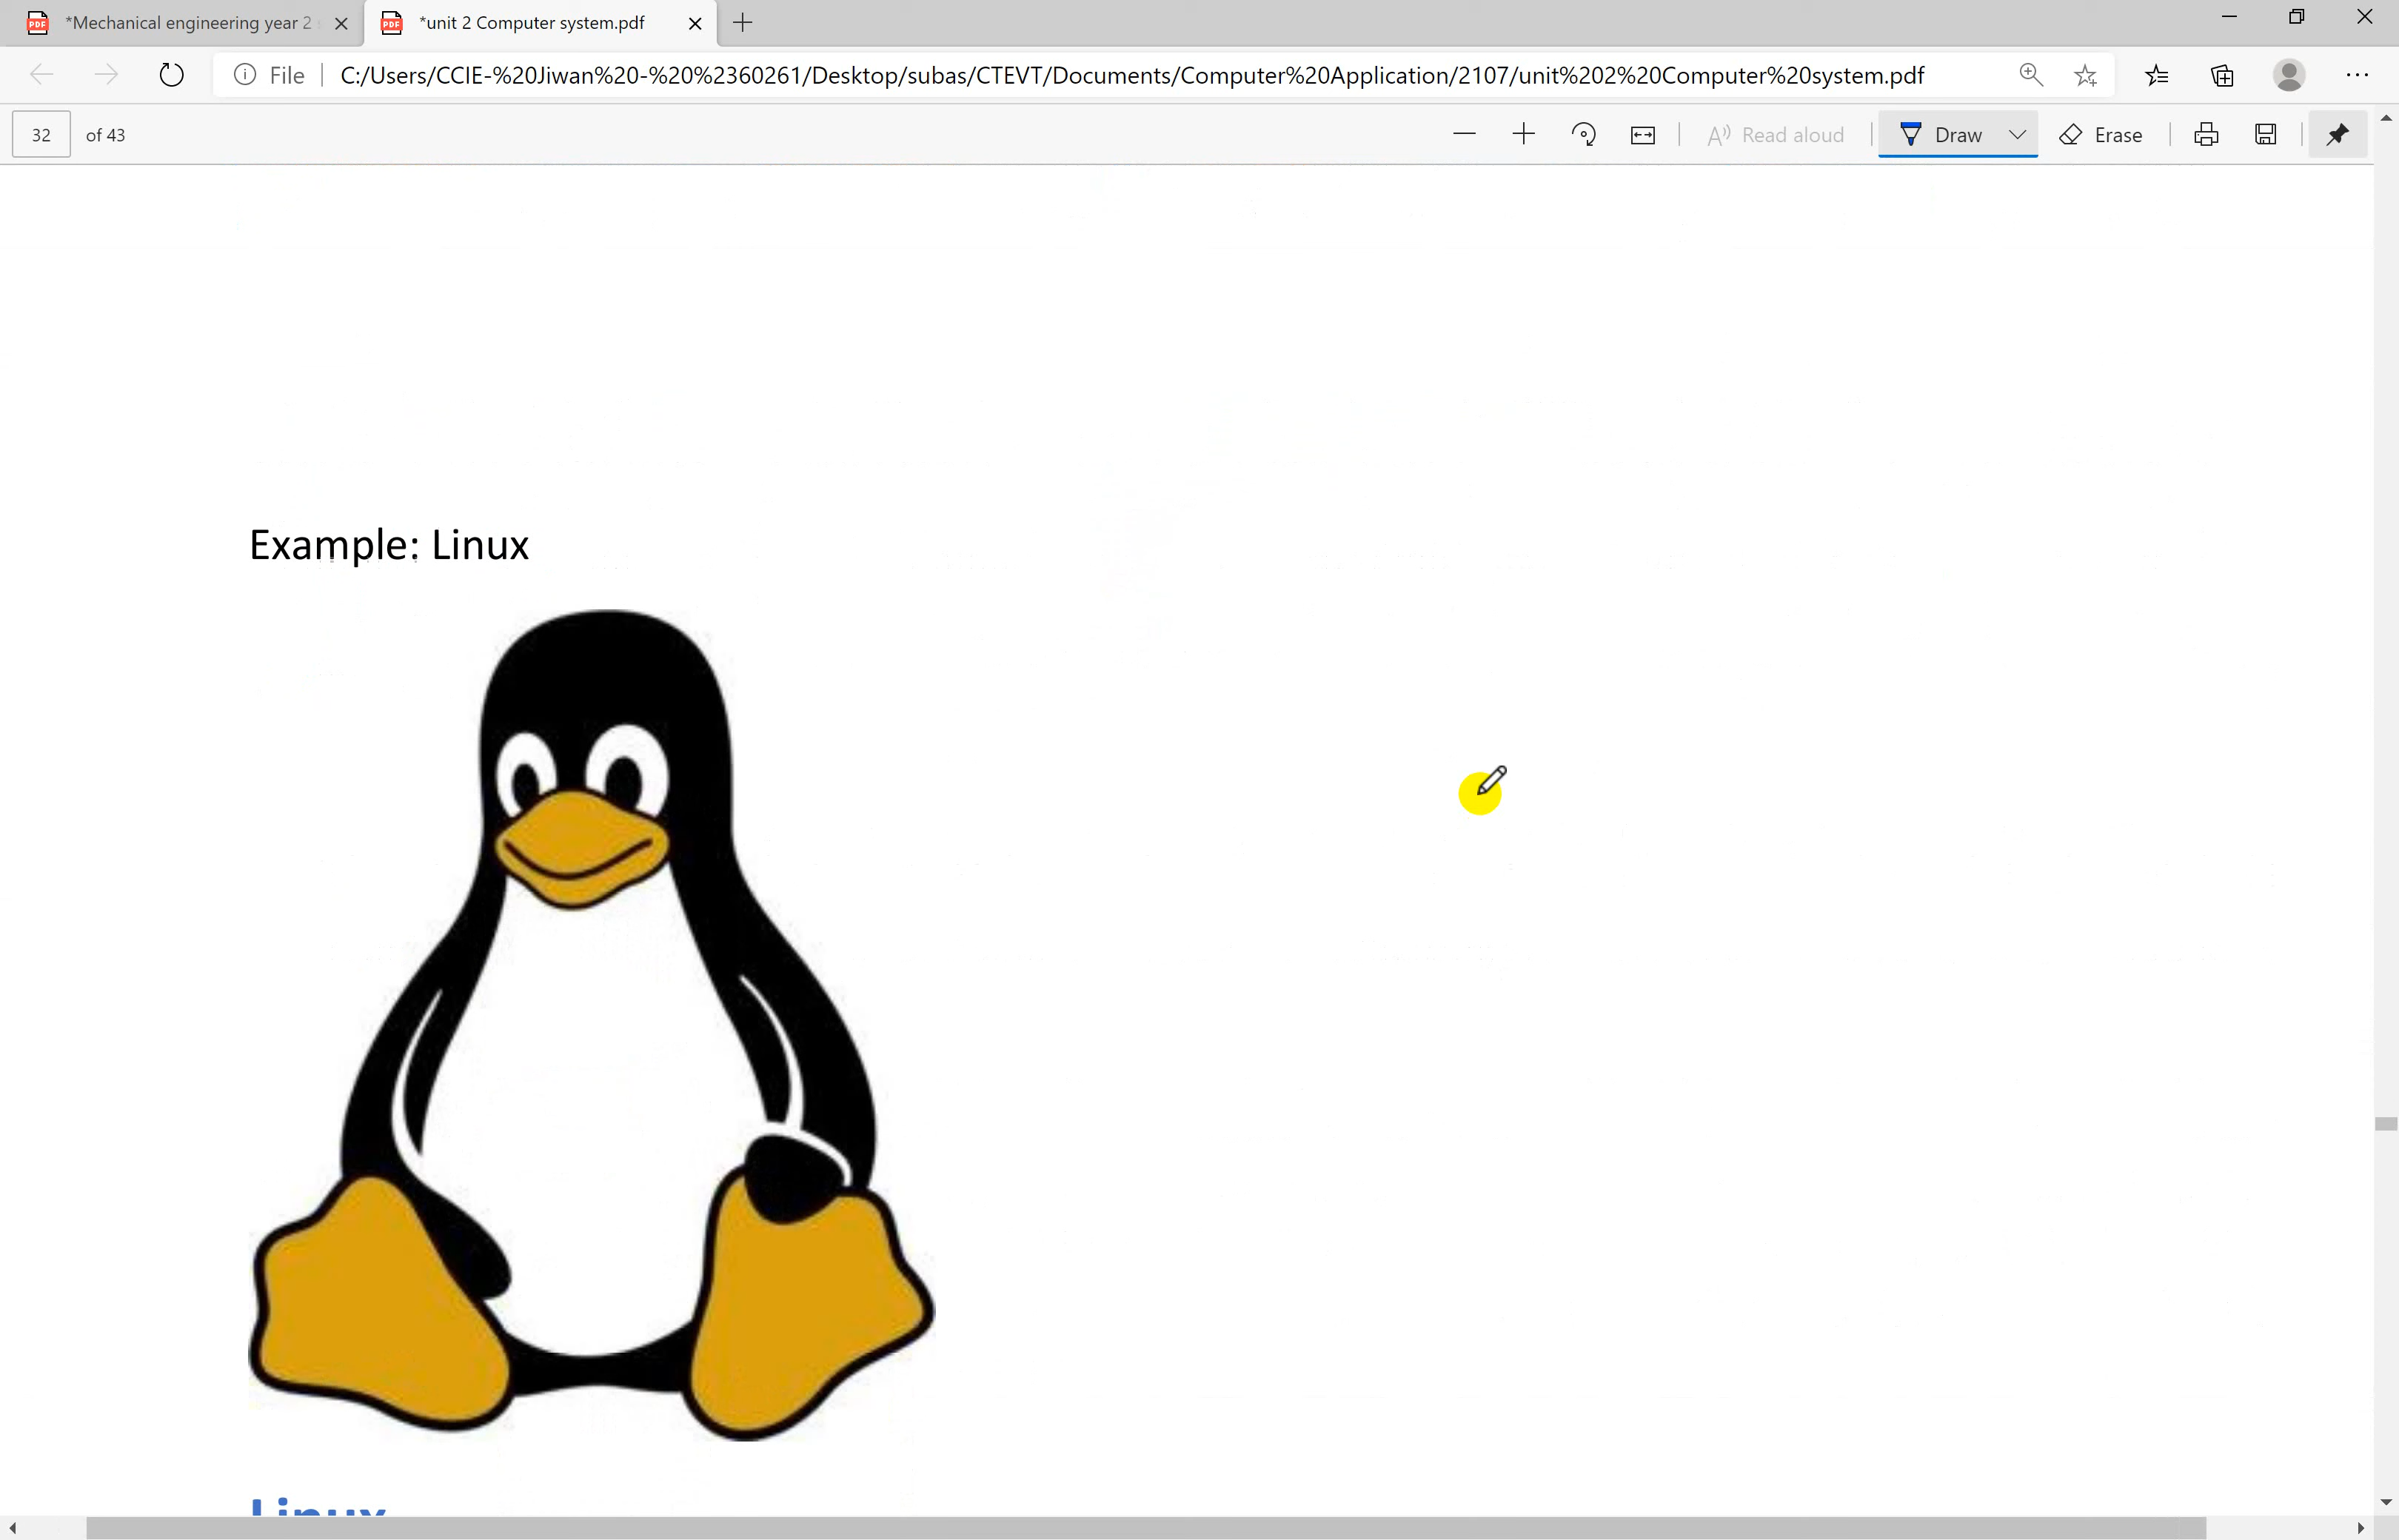 *Mechanical engineering year 2
*unit 2 Computer system.pdf
File
C:/Users/CCIE-%20Jiwan%20-%20%2360261/Desktop/subas/CTEVT/Documents/Computer%20Application/2107/unit%202%20Computer%20system.pdf
32 of 43
Read aloud
Draw
Erase
Example: Linux
Linux